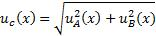 u_c(x) = √(u_A^2(x) + u_B^2(x))